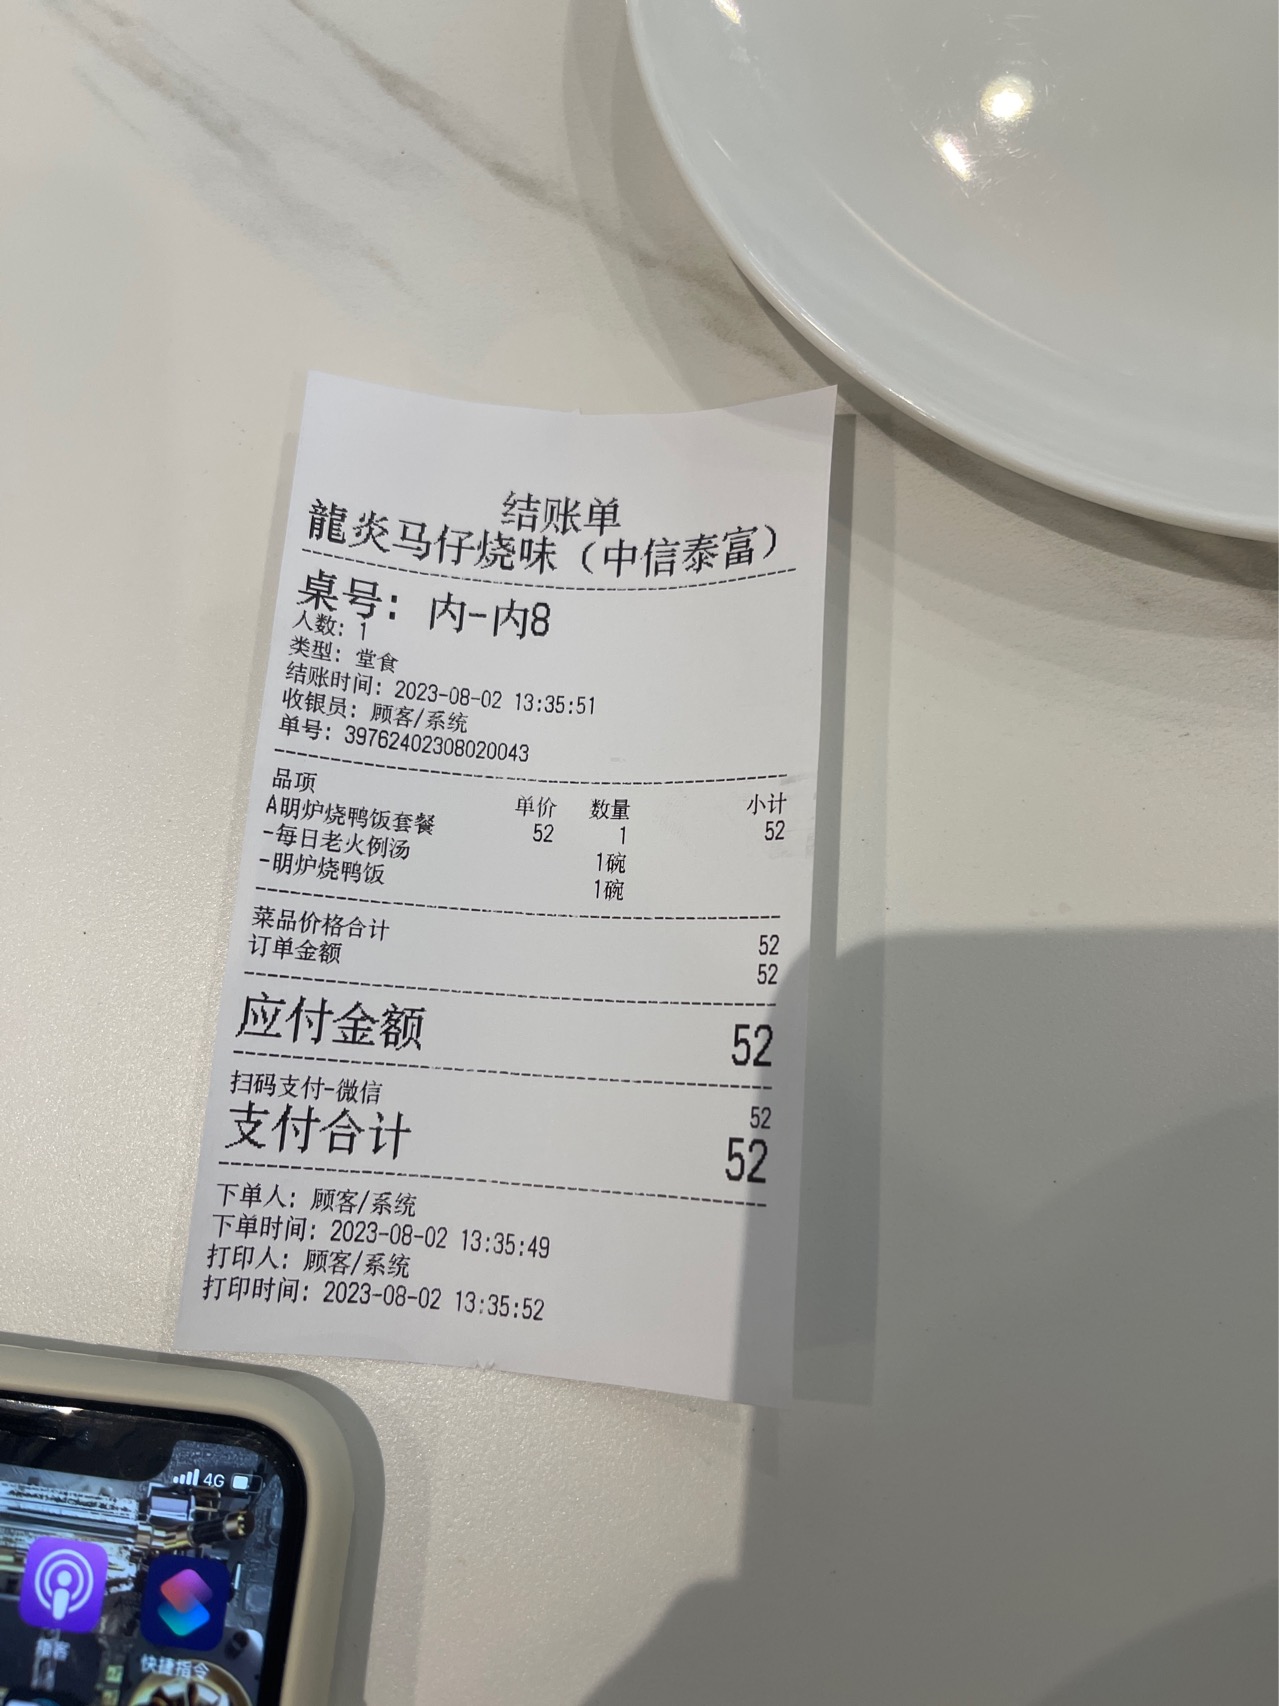 结账单
龍炎马仔烧味（中信泰富）
桌号：内-内8
人数：1
类型：堂食
结账时间：2023-08-02 13:35:51
收银员：顾客/系统
单号：39762402308020043
品项 单价 数量 小计
A明炉烧鸭饭套餐 52 1 52
-每日老火例汤 1碗
-明炉烧鸭饭 1碗
菜品价格合计 52
订单金额 52
应付金额 52
扫码支付-微信 52
支付合计 52
下单人：顾客/系统
下单时间：2023-08-02 13:35:49
打印人：顾客/系统
打印时间：2023-08-02 13:35:52
4G
播客
快捷指令